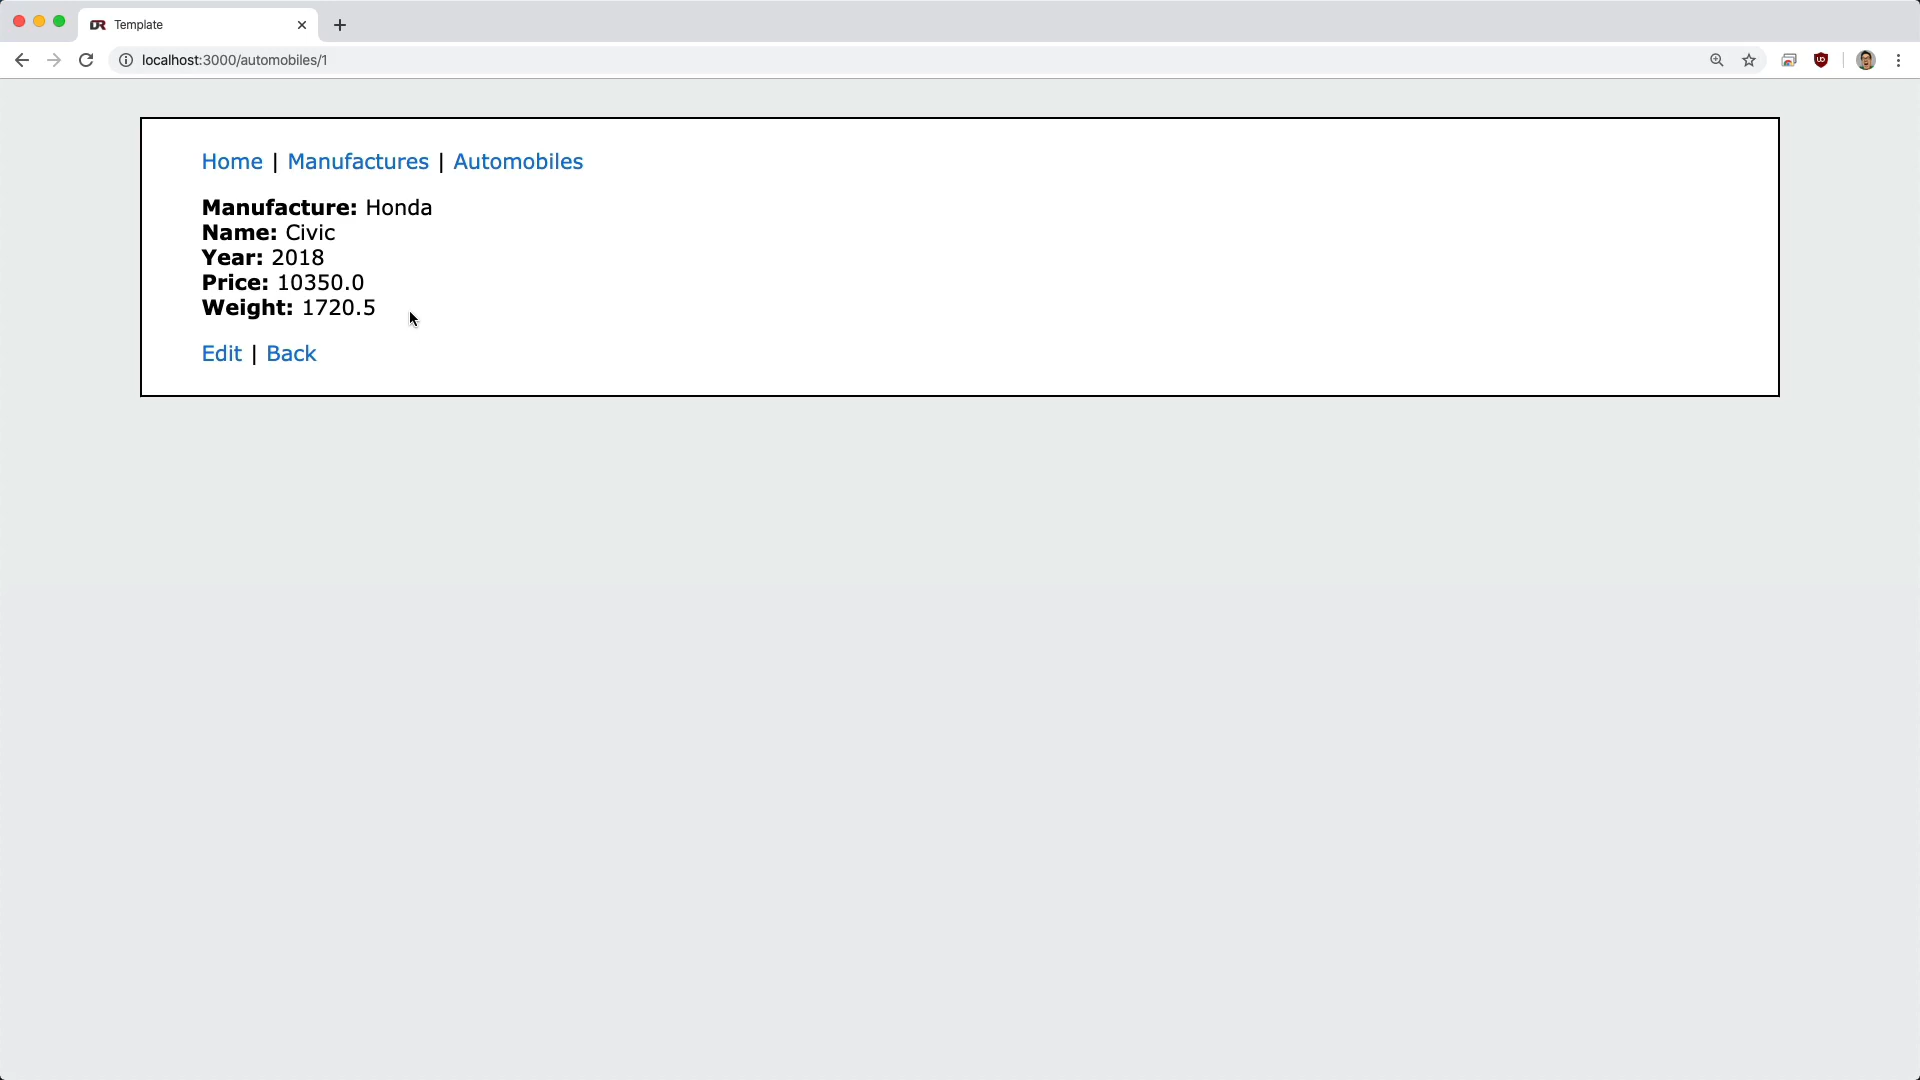 Template
localhost:3000/automobiles/1
Home | Manufactures | Automobiles
Manufacture: Honda
Name: Civic
Year: 2018
Price: 10350.0
Weight: 1720.5
Edit | Back